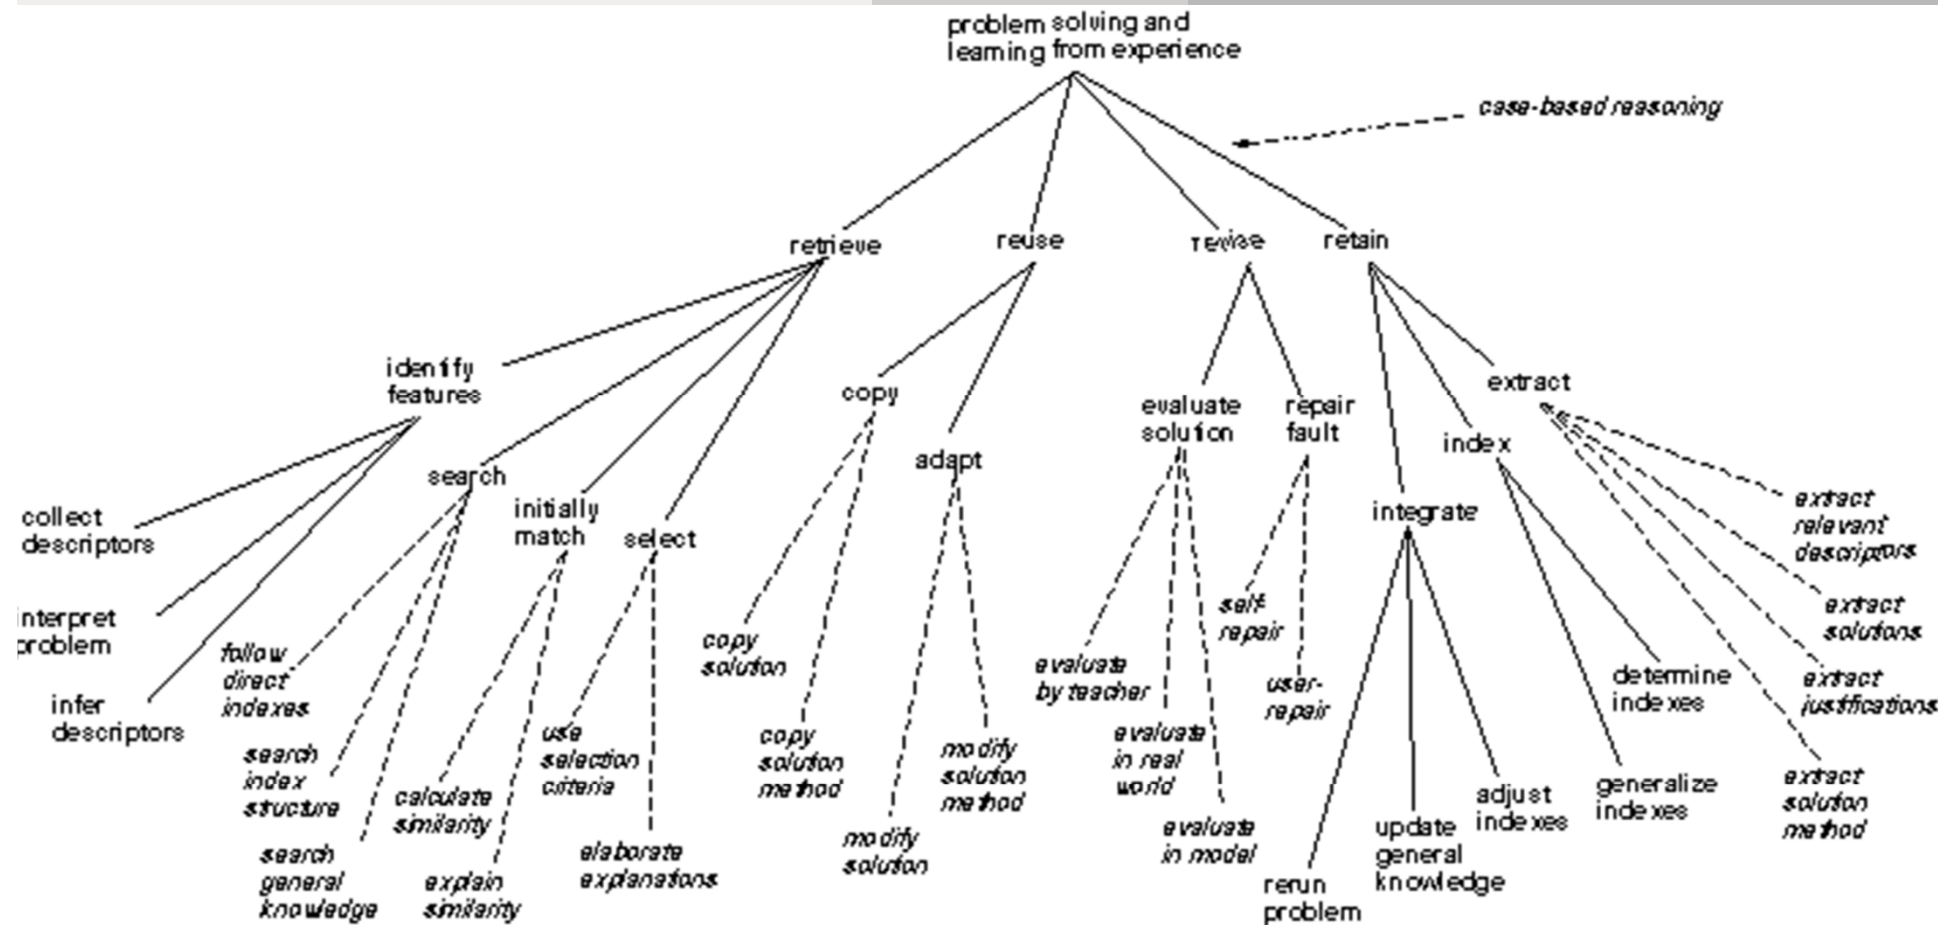 problem solving and
learning from experience
case-based reasoning
retrieve
reuse
revise
retain
identify
features
copy
evaluate
solution
repair
fault
extract
search
adapt
index
initially
match
select
integrate
collect
descriptors
interpret
problem
infer
descriptors
follow
direct
indexes
search
index
structure
search
general
knowledge
calculate
similarity
explain
similarity
use
selection
criteria
elaborate
explanations
copy
solution
copy
solution
method
modify
solution
modify
solution
method
evaluate
by teacher
evaluate
in real
world
evaluate
in model
self-
repair
user-
repair
rerun
problem
update
general
knowledge
adjust
indexes
generalize
indexes
determine
indexes
extract
relevant
descriptors
extract
solutions
extract
justifications
extract
solution
method